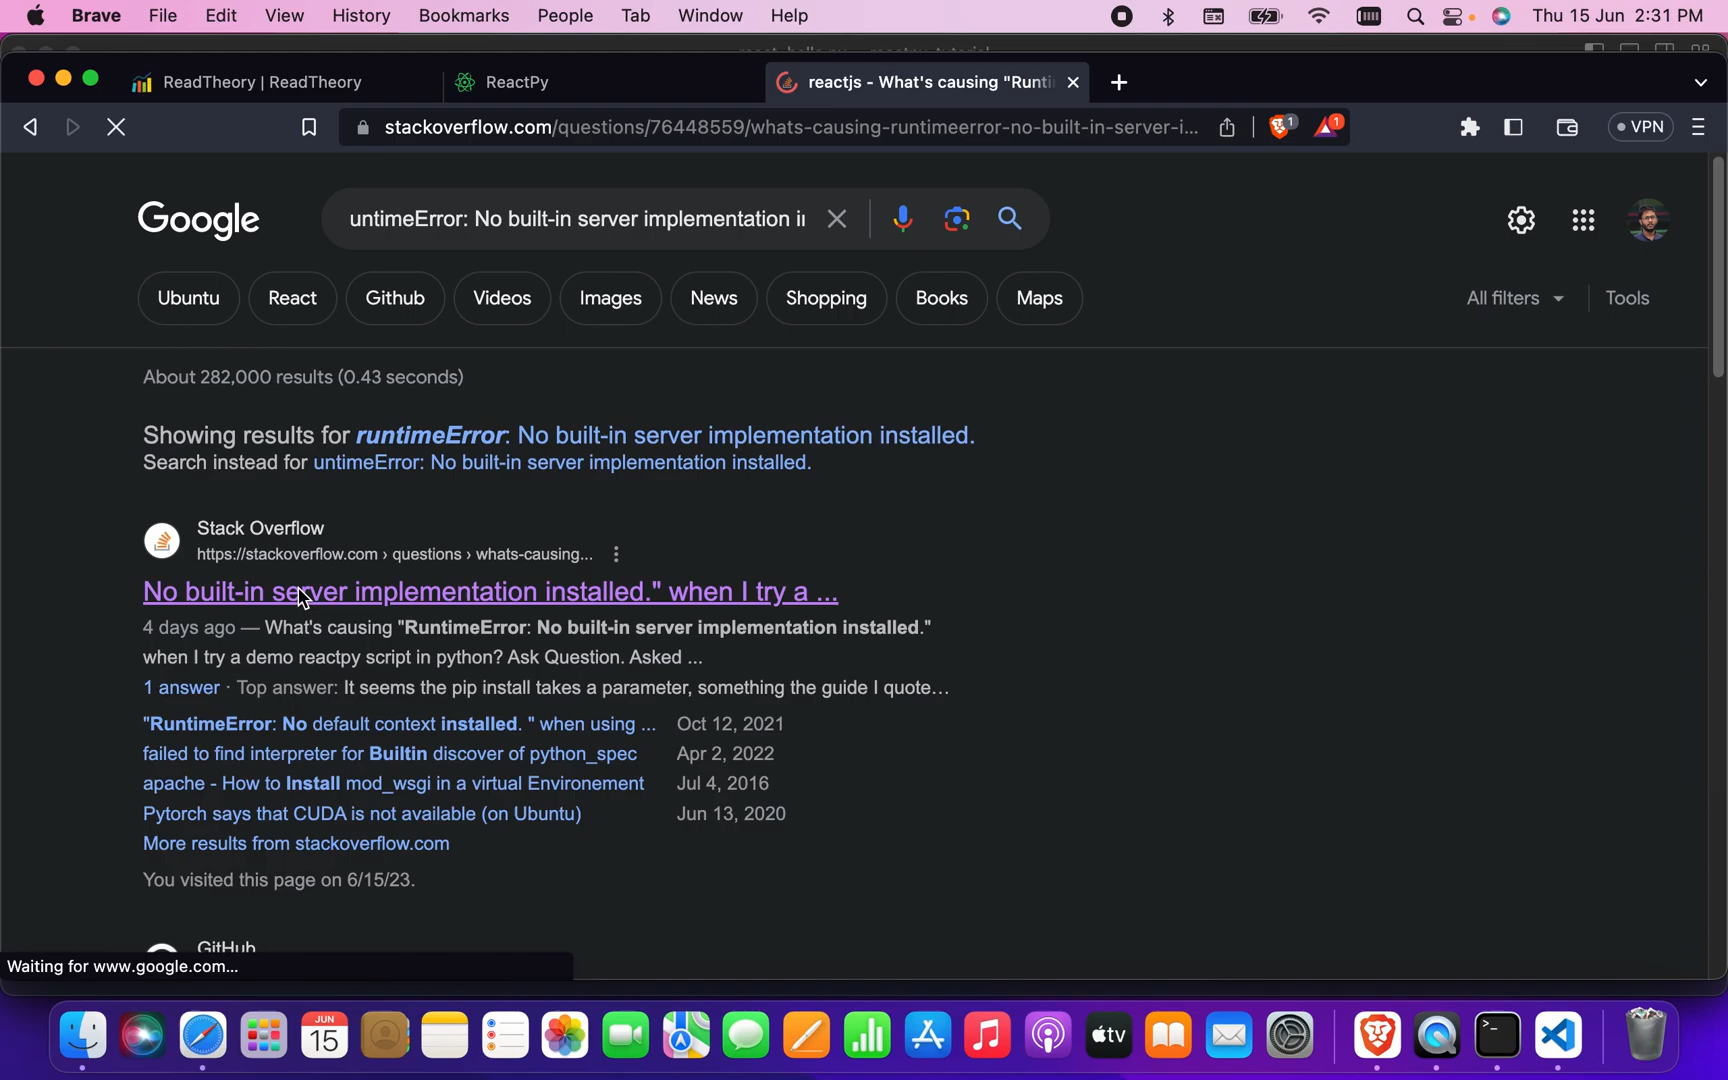 Brave File Edit View History Bookmarks People Tab Window Help Thu 15 Jun 2:31 PM
ReadTheory | ReadTheory ReactPy reactjs - What's causing "Runti
stackoverflow.com/questions/76448559/whats-causing-runtimeerror-no-built-in-server-i... 1 1 VPN
Google untimeError: No built-in server implementation in
Ubuntu React Github Videos Images News Shopping Books Maps All filters Tools
About 282,000 results (0.43 seconds)
Showing results for runtimeError: No built-in server implementation installed.
Search instead for untimeError: No built-in server implementation installed.
Stack Overflow
https://stackoverflow.com › questions › whats-causing...
No built-in server implementation installed." when I try a ...
4 days ago — What's causing "RuntimeError: No built-in server implementation installed."
when I try a demo reactpy script in python? Ask Question. Asked ...
1 answer · Top answer: It seems the pip install takes a parameter, something the guide I quote...
"RuntimeError: No default context installed. " when using ... Oct 12, 2021
failed to find interpreter for Builtin discover of python_spec Apr 2, 2022
apache - How to Install mod_wsgi in a virtual Environement Jul 4, 2016
Pytorch says that CUDA is not available (on Ubuntu) Jun 13, 2020
More results from stackoverflow.com
You visited this page on 6/15/23.
GitHub
Waiting for www.google.com...
JUN
15
tv